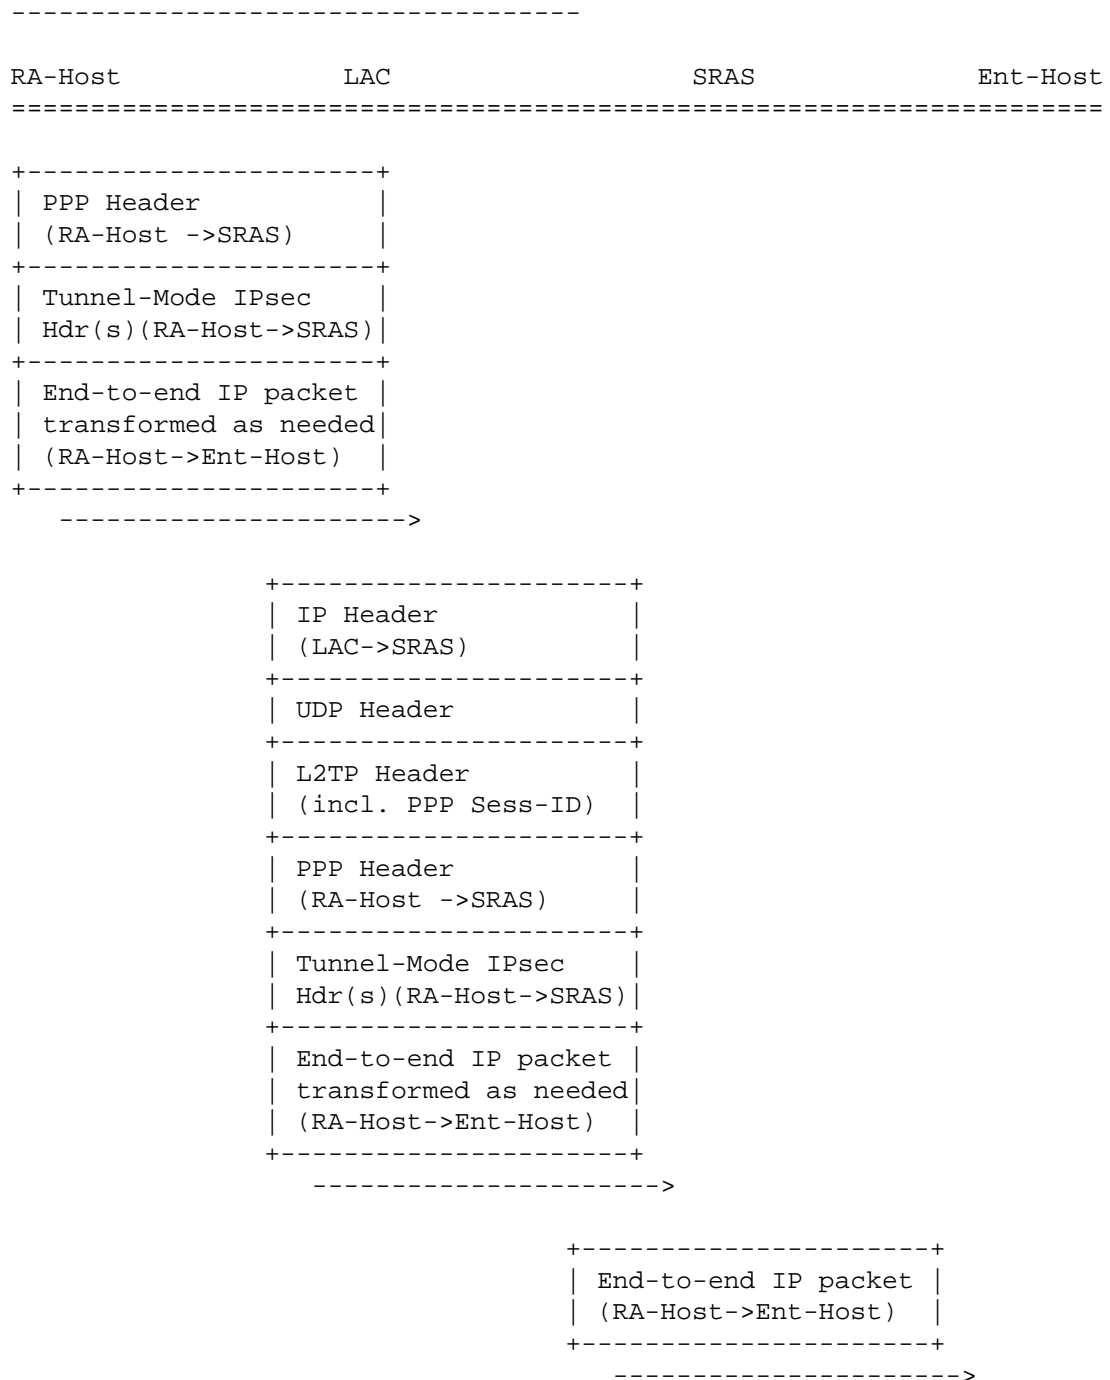 ------------------------------------
RA-Host              LAC                   SRAS              Ent-Host
=====================================================================
+----------------------+
| PPP Header           |
| (RA-Host ->SRAS)     |
+----------------------+
| Tunnel-Mode IPsec    |
| Hdr(s)(RA-Host->SRAS)|
+----------------------+
| End-to-end IP packet |
| transformed as needed|
| (RA-Host->Ent-Host)  |
+----------------------+
   ---------------------->
                +----------------------+
                | IP Header            |
                | (LAC->SRAS)          |
                +----------------------+
                | UDP Header           |
                +----------------------+
                | L2TP Header          |
                | (incl. PPP Sess-ID)  |
                +----------------------+
                | PPP Header           |
                | (RA-Host ->SRAS)     |
                +----------------------+
                | Tunnel-Mode IPsec    |
                | Hdr(s)(RA-Host->SRAS)|
                +----------------------+
                | End-to-end IP packet |
                | transformed as needed|
                | (RA-Host->Ent-Host)  |
                +----------------------+
                   ---------------------->
                                   +----------------------+
                                   | End-to-end IP packet |
                                   | (RA-Host->Ent-Host)  |
                                   +----------------------+
                                      ---------------------->